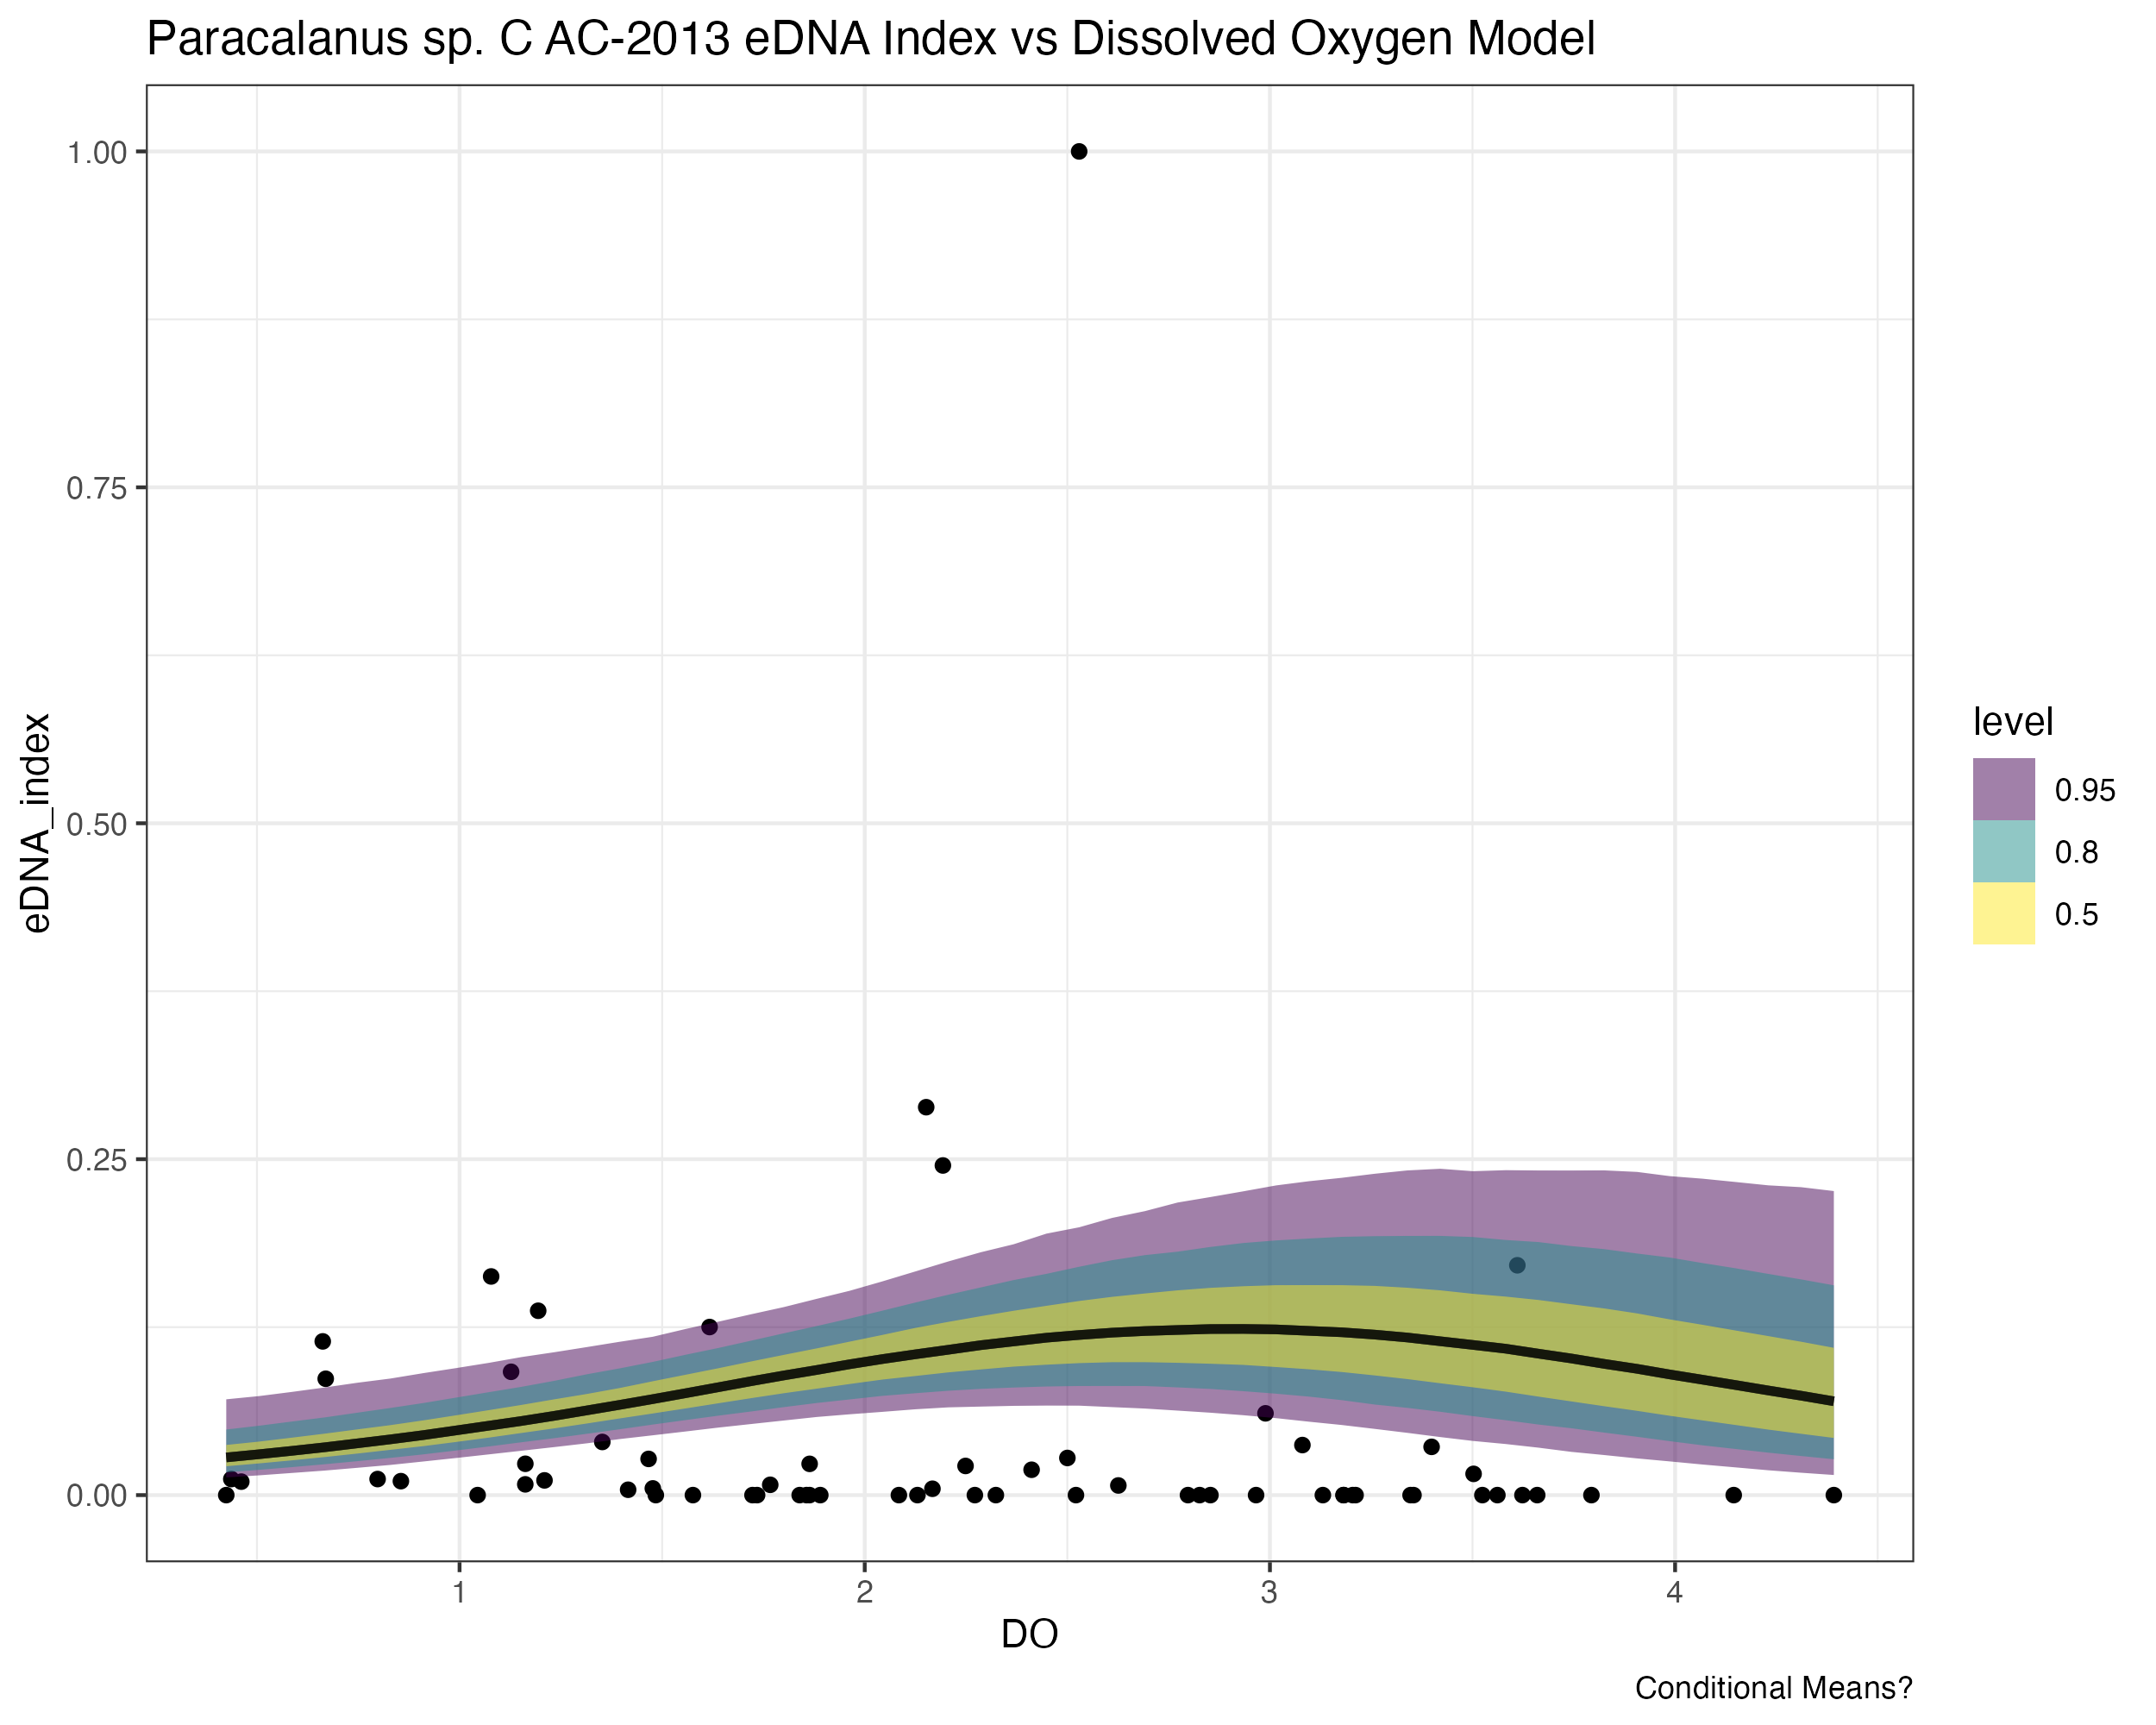 Paracalanus sp. C AC-2013 eDNA Index vs Dissolved Oxygen Model
eDNA_index
1.00
0.75
0.50
0.25
0.00
1 2 3 4
DO
level
0.95
0.8
0.5
Conditional Means?